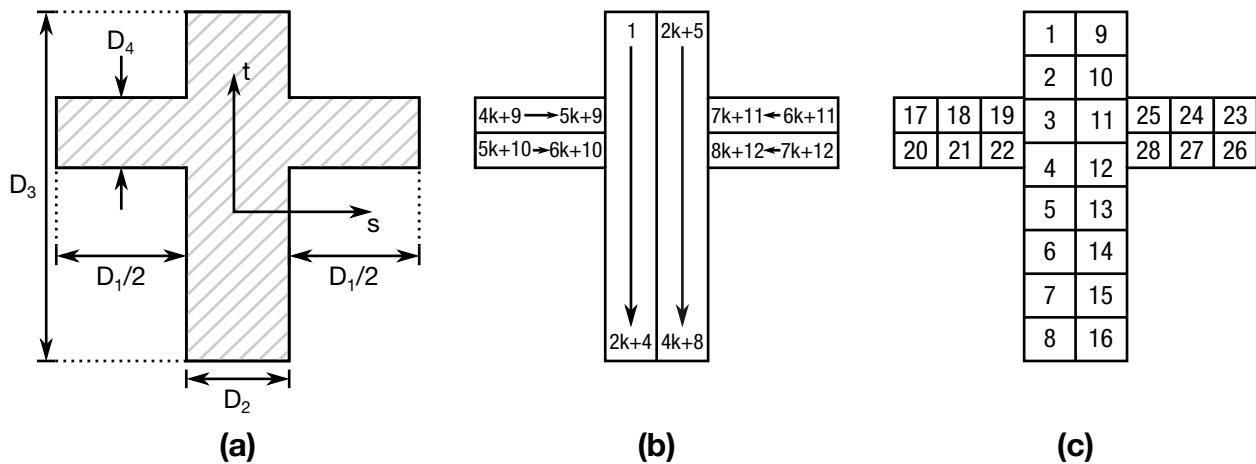 D₄
t
D₃
s
D₁/2
D₁/2
D₂
(a)
1
2k+5
4k+9
5k+9
7k+11
6k+11
5k+10
6k+10
8k+12
7k+12
2k+4
4k+8
(b)
1 9
2 10
17 18 19 3 11 25 24 23
20 21 22 4 12 28 27 26
5 13
6 14
7 15
8 16
(c)